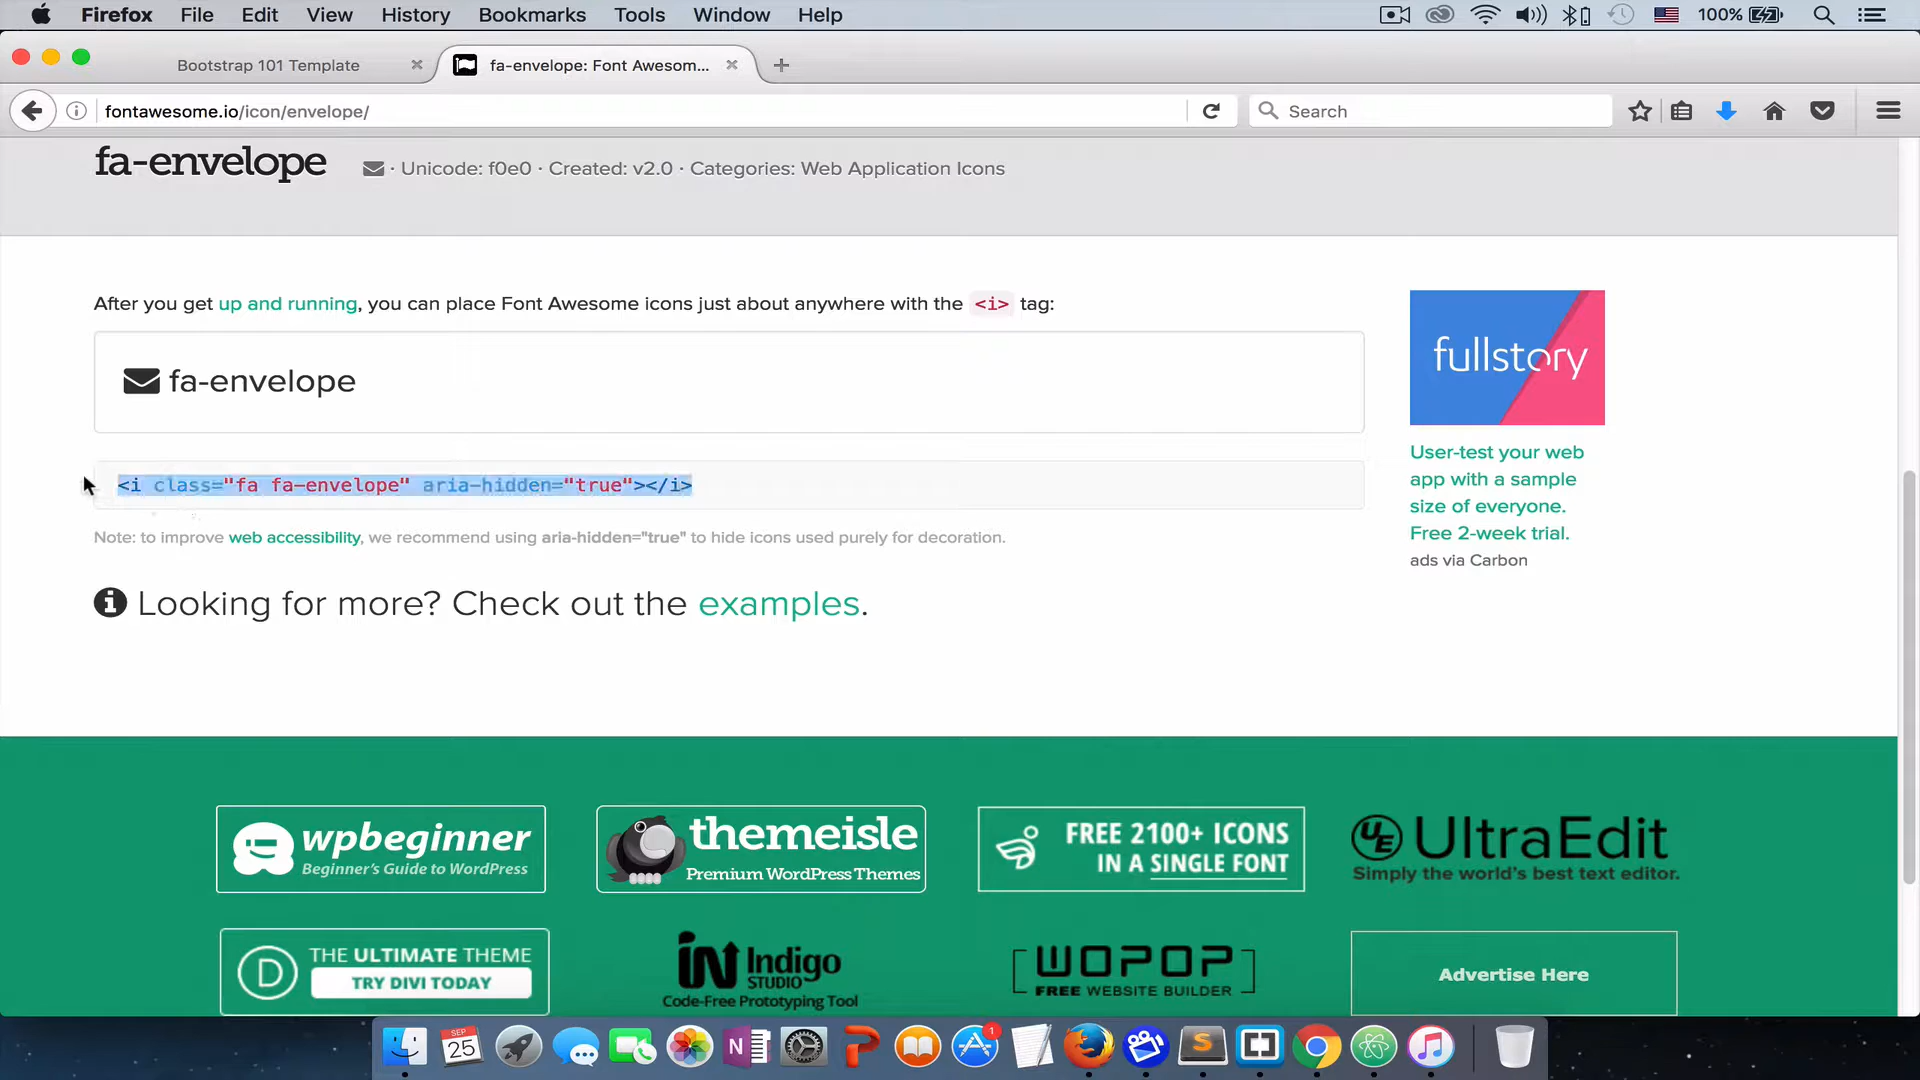 Firefox File Edit View History Bookmarks Tools Window Help 100%
Bootstrap 101 Template fa-envelope: Font Awesom...
fontawesome.io/icon/envelope/ Search
fa-envelope · Unicode: f0e0 · Created: v2.0 · Categories: Web Application Icons
After you get up and running, you can place Font Awesome icons just about anywhere with the <i> tag:
fa-envelope
<i class="fa fa-envelope" aria-hidden="true"></i>
Note: to improve web accessibility, we recommend using aria-hidden="true" to hide icons used purely for decoration.
Looking for more? Check out the examples.
fullstory
User-test your web
app with a sample
size of everyone.
Free 2-week trial.
ads via Carbon
wpbeginner
Beginner's Guide to WordPress
themeisle
Premium WordPress Themes
FREE 2100+ ICONS
IN A SINGLE FONT
UE UltraEdit
Simply the world's best text editor.
D THE ULTIMATE THEME
TRY DIVI TODAY
IN Indigo
STUDIO
Code-Free Prototyping Tool
WOPOP
FREE WEBSITE BUILDER
Advertise Here
SEP
25
N
P
1
S